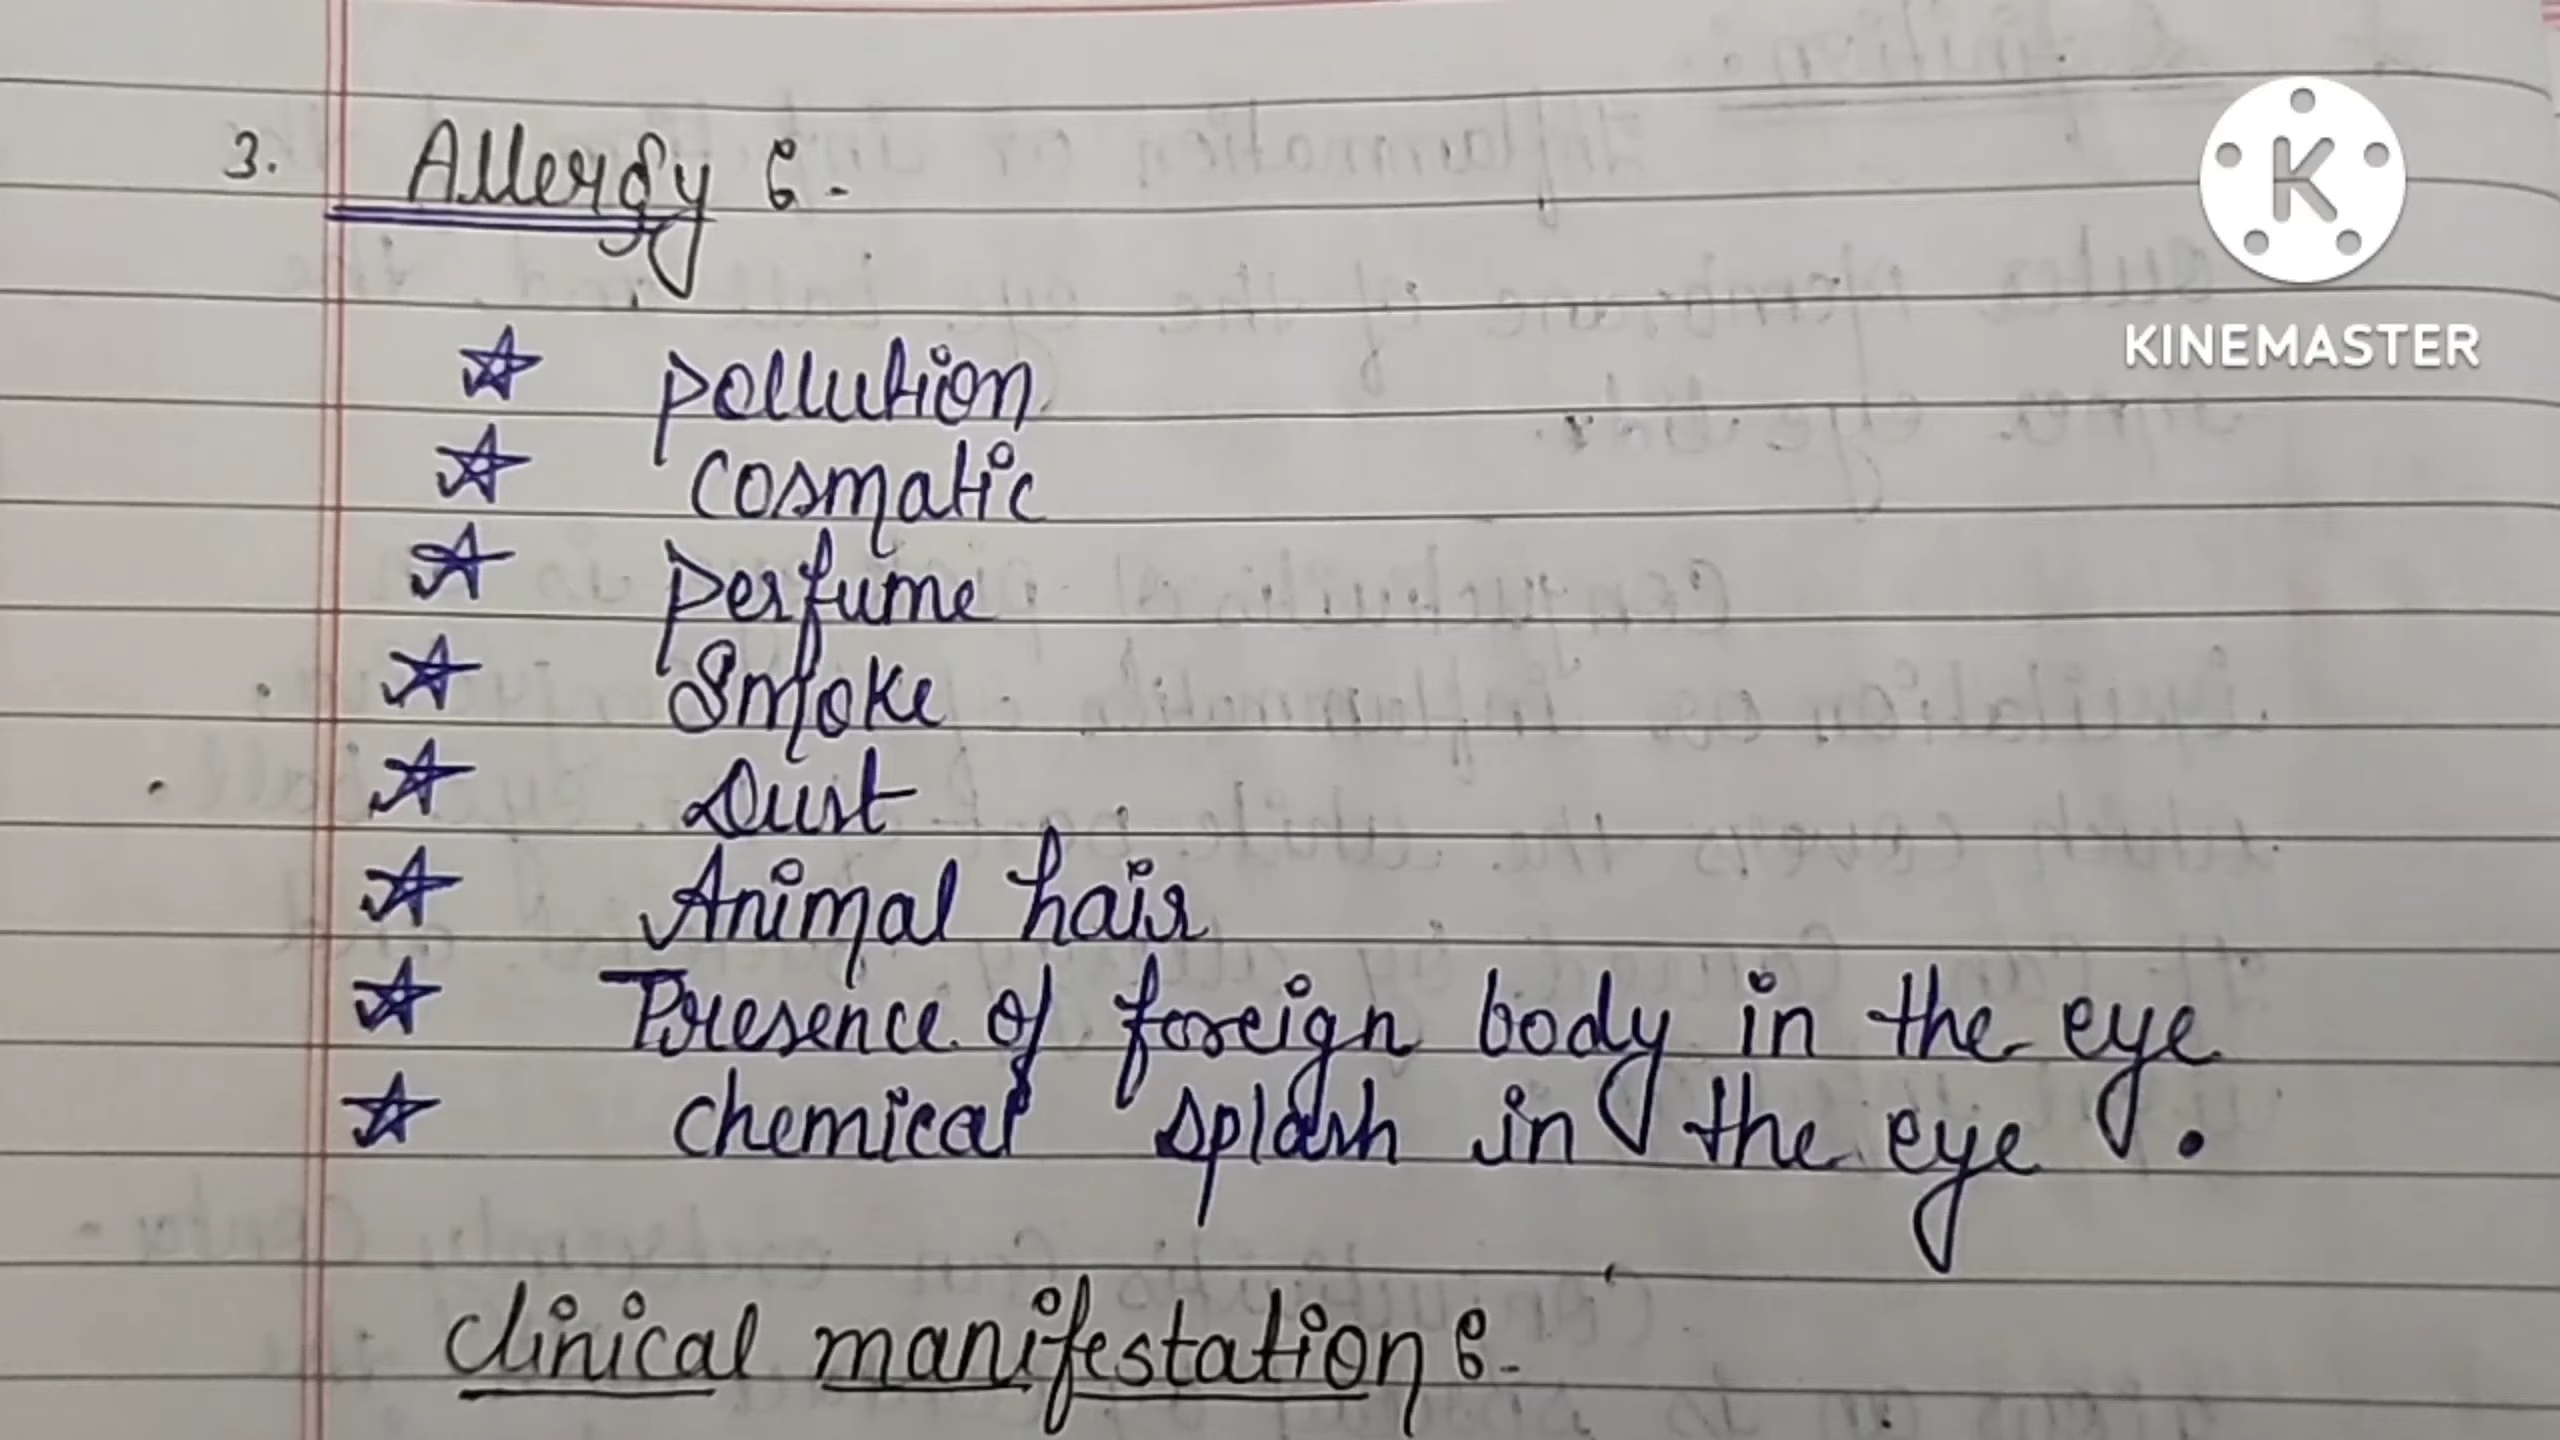 3. Allergy :-
KINEMASTER
☆ pollution
☆ cosmatic
☆ perfume
☆ Smoke
☆ Dust
☆ Animal hair
☆ Presence of foreign body in the eye
☆ chemical splash in the eye.
clinical manifestation :-